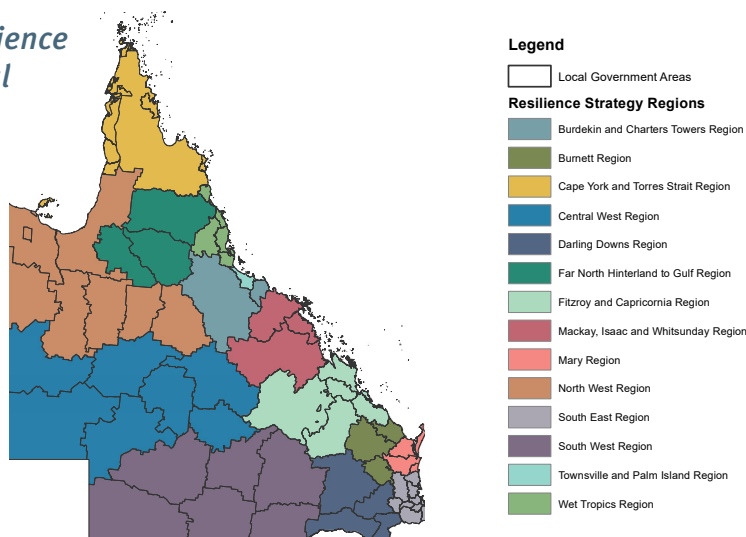 ience
l
Legend
Local Government Areas
Resilience Strategy Regions
Burdekin and Charters Towers Region
Burnett Region
Cape York and Torres Strait Region
Central West Region
Darling Downs Region
Far North Hinterland to Gulf Region
Fitzroy and Capricornia Region
Mackay, Isaac and Whitsunday Region
Mary Region
North West Region
South East Region
South West Region
Townsville and Palm Island Region
Wet Tropics Region